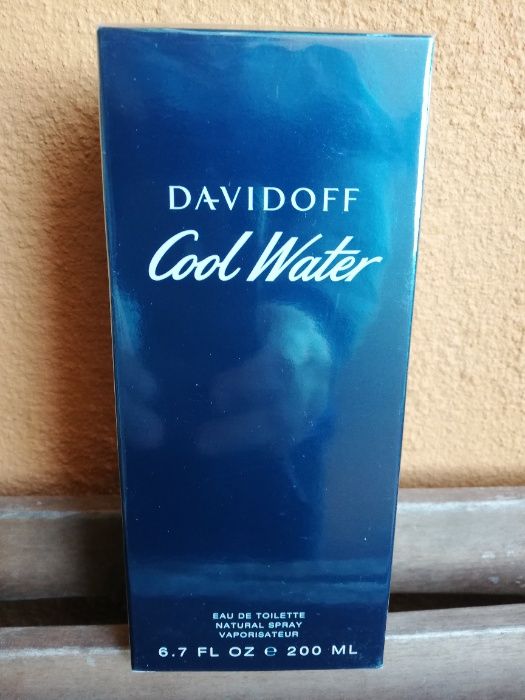 DAVIDOFF
Cool Water
EAU DE TOILETTE
NATURAL SPRAY
VAPORISATEUR
6.7 FL OZ ℮ 200 ML